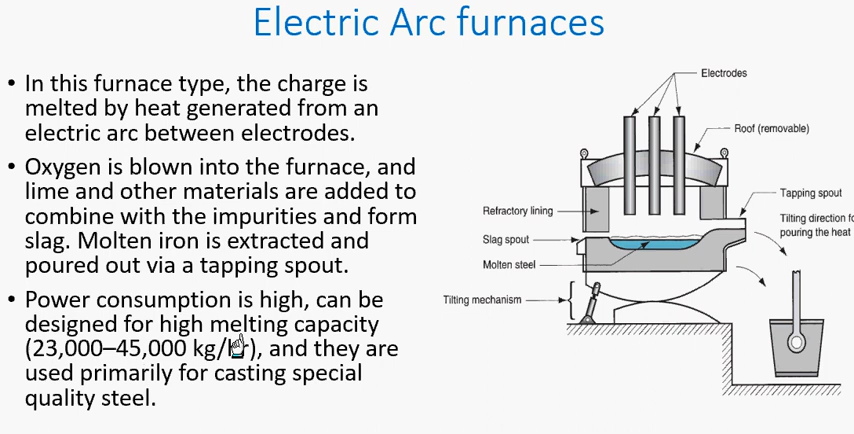 Electric Arc furnaces
• In this furnace type, the charge is
melted by heat generated from an
electric arc between electrodes.
• Oxygen is blown into the furnace, and
lime and other materials are added to
combine with the impurities and form
slag. Molten iron is extracted and
poured out via a tapping spout.
• Power consumption is high, can be
designed for high melting capacity
(23,000–45,000 kg/), and they are
used primarily for casting special
quality steel.
Electrodes
Roof (removable)
Tapping spout
Refractory lining
Tilting direction
pouring the heat
Slag spout
Molten steel
Tilting mechanism